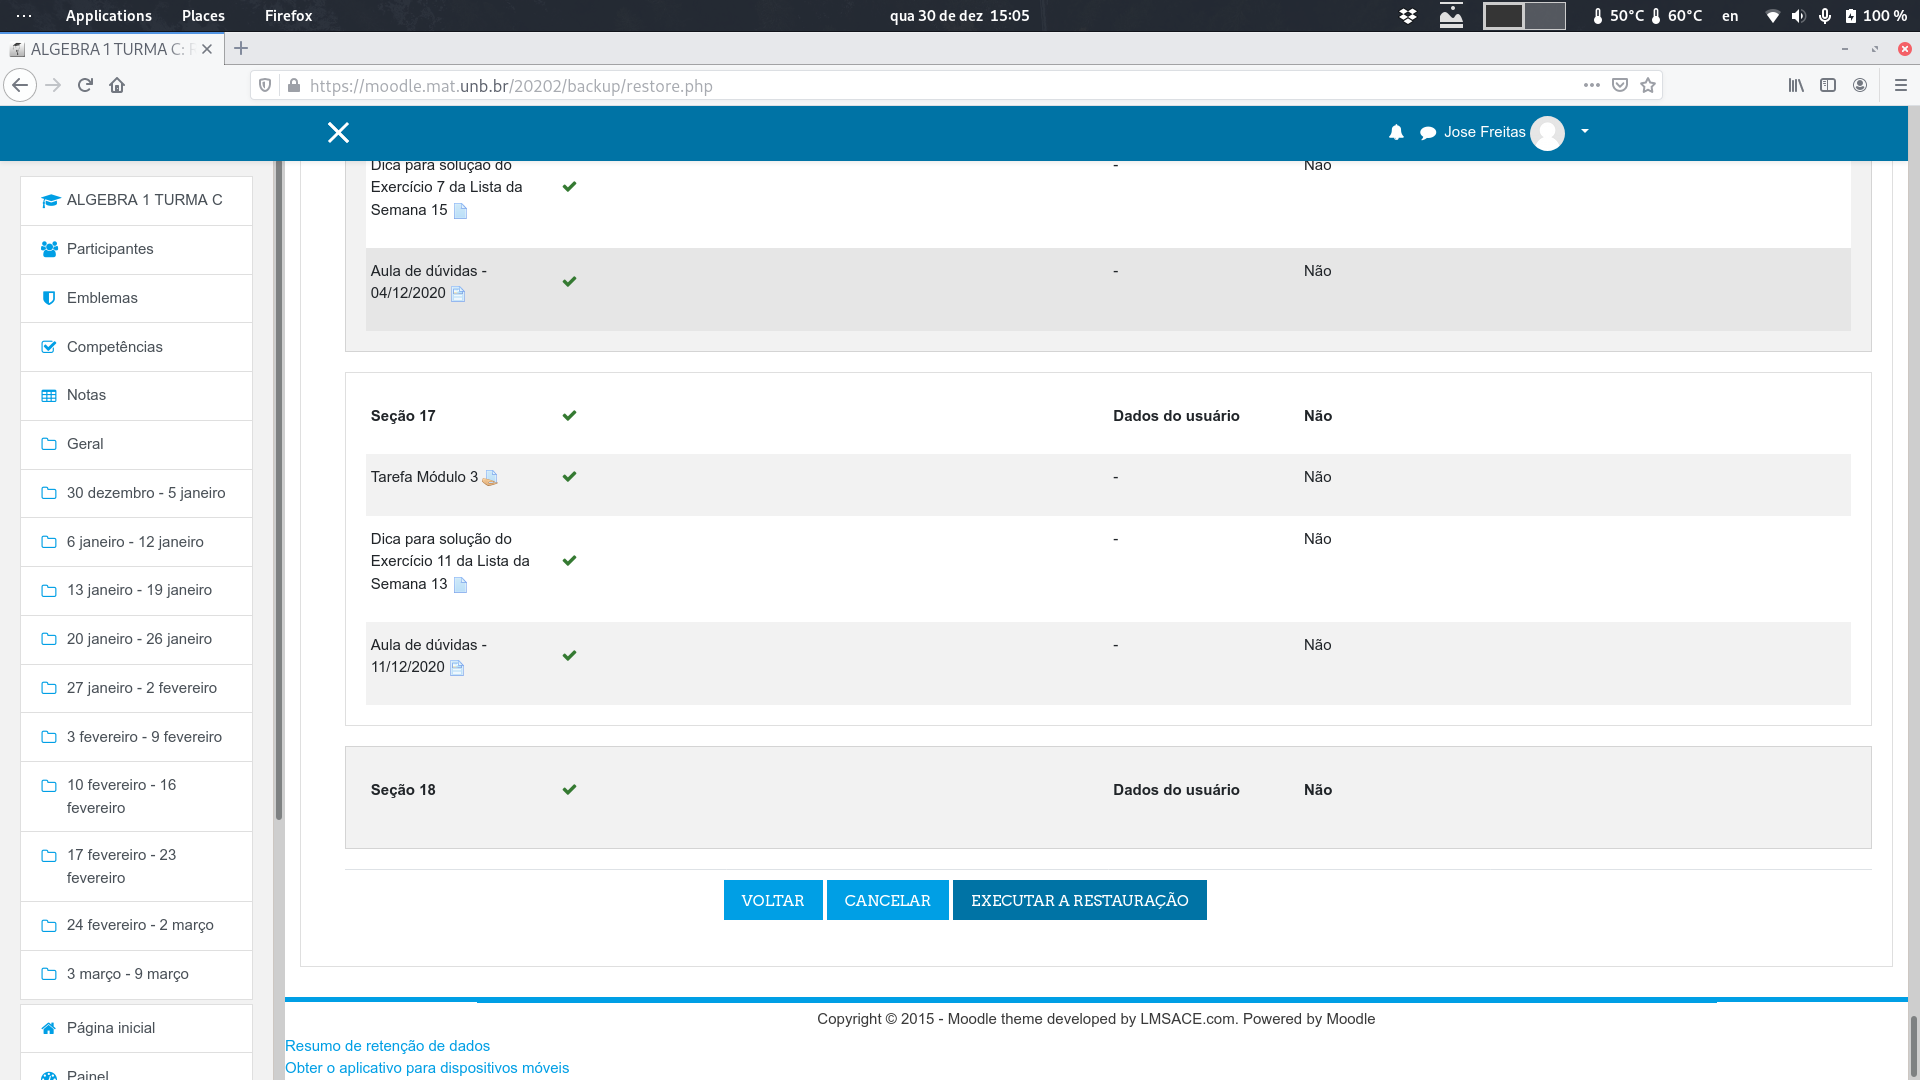 Applications Places Firefox qua 30 de dez 15:05 50°C 60°C en 100 %
ALGEBRA 1 TURMA C:
https://moodle.mat.unb.br/20202/backup/restore.php
Jose Freitas
ALGEBRA 1 TURMA C
Participantes
Emblemas
Competências
Notas
Geral
30 dezembro - 5 janeiro
6 janeiro - 12 janeiro
13 janeiro - 19 janeiro
20 janeiro - 26 janeiro
27 janeiro - 2 fevereiro
3 fevereiro - 9 fevereiro
10 fevereiro - 16
fevereiro
17 fevereiro - 23
fevereiro
24 fevereiro - 2 março
3 março - 9 março
Página inicial
Painel
Dica para solução do - Não
Exercício 7 da Lista da
Semana 15
Aula de dúvidas - - Não
04/12/2020
Seção 17 Dados do usuário Não
Tarefa Módulo 3 - Não
Dica para solução do - Não
Exercício 11 da Lista da
Semana 13
Aula de dúvidas - - Não
11/12/2020
Seção 18 Dados do usuário Não
VOLTAR CANCELAR EXECUTAR A RESTAURAÇÃO
Copyright © 2015 - Moodle theme developed by LMSACE.com. Powered by Moodle
Resumo de retenção de dados
Obter o aplicativo para dispositivos móveis